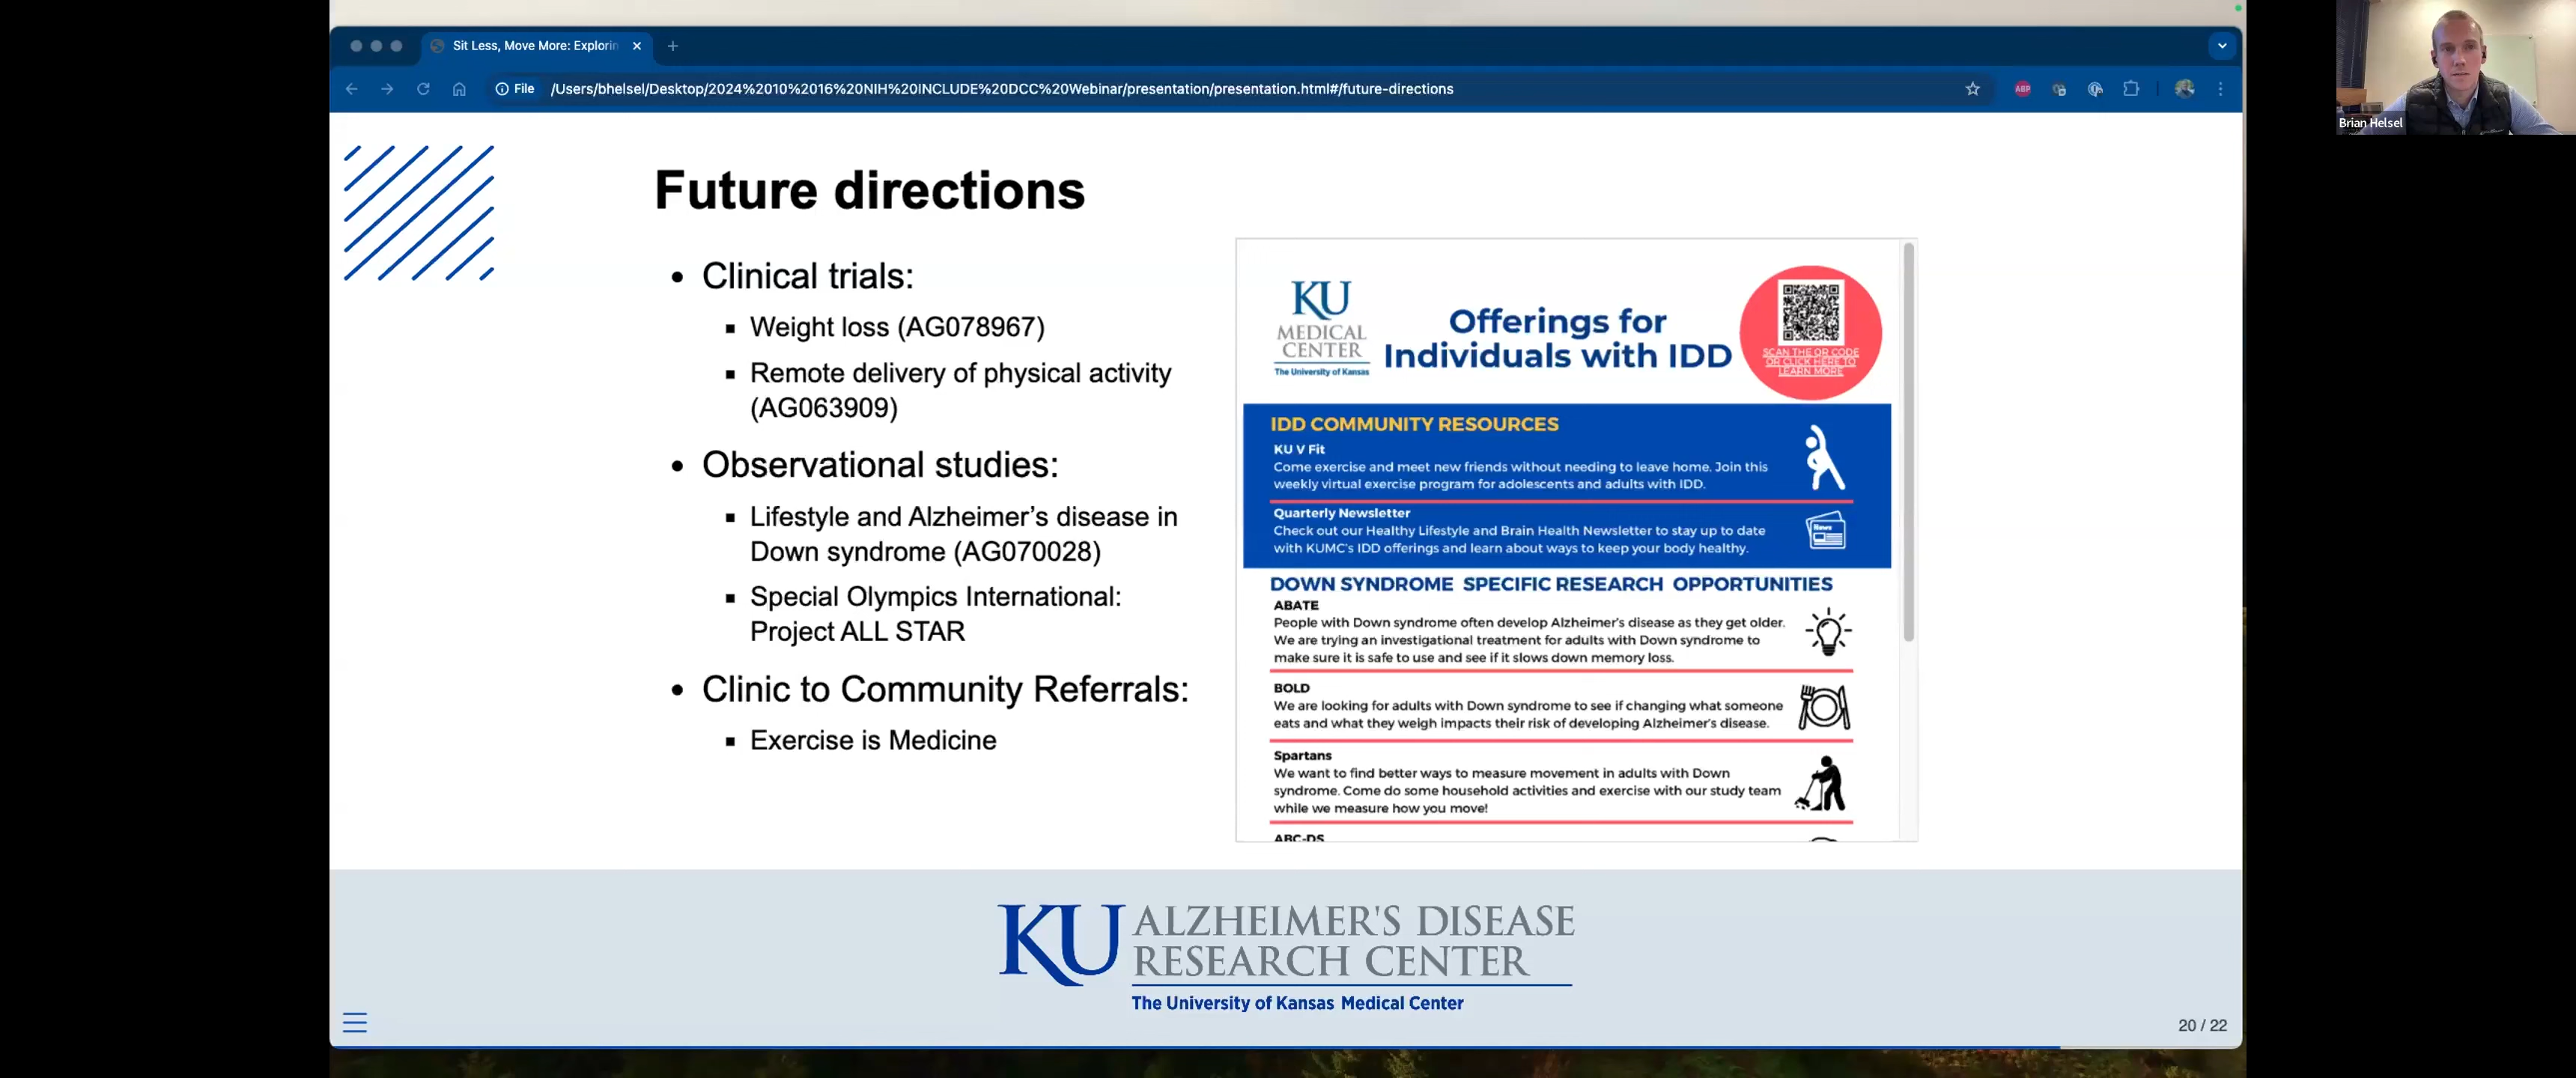 Sit Less, Move More: Explorin
File
/Users/bhelsel/Desktop/2024%2010%2016%20NIH%20INCLUDE%20DCC%20Webinar/presentation/presentation.html#/future-directions
ABP
Brian Helsel
Future directions
Clinical trials:
Weight loss (AG078967)
Remote delivery of physical activity
(AG063909)
Observational studies:
Lifestyle and Alzheimer’s disease in
Down syndrome (AG070028)
Special Olympics International:
Project ALL STAR
Clinic to Community Referrals:
Exercise is Medicine
KU
MEDICAL
CENTER
The University of Kansas
Offerings for
Individuals with IDD
SCAN THE QR CODE
OR CLICK HERE TO
LEARN MORE
IDD COMMUNITY RESOURCES
KU V Fit
Come exercise and meet new friends without needing to leave home. Join this
weekly virtual exercise program for adolescents and adults with IDD.
Quarterly Newsletter
Check out our Healthy Lifestyle and Brain Health Newsletter to stay up to date
with KUMC's IDD offerings and learn about ways to keep your body healthy.
News
DOWN SYNDROME SPECIFIC RESEARCH OPPORTUNITIES
ABATE
People with Down syndrome often develop Alzheimer's disease as they get older.
We are trying an investigational treatment for adults with Down syndrome to
make sure it is safe to use and see if it slows down memory loss.
BOLD
We are looking for adults with Down syndrome to see if changing what someone
eats and what they weigh impacts their risk of developing Alzheimer's disease.
Spartans
We want to find better ways to measure movement in adults with Down
syndrome. Come do some household activities and exercise with our study team
while we measure how you move!
ABC-DS
KU ALZHEIMER'S DISEASE
RESEARCH CENTER
The University of Kansas Medical Center
20 / 22